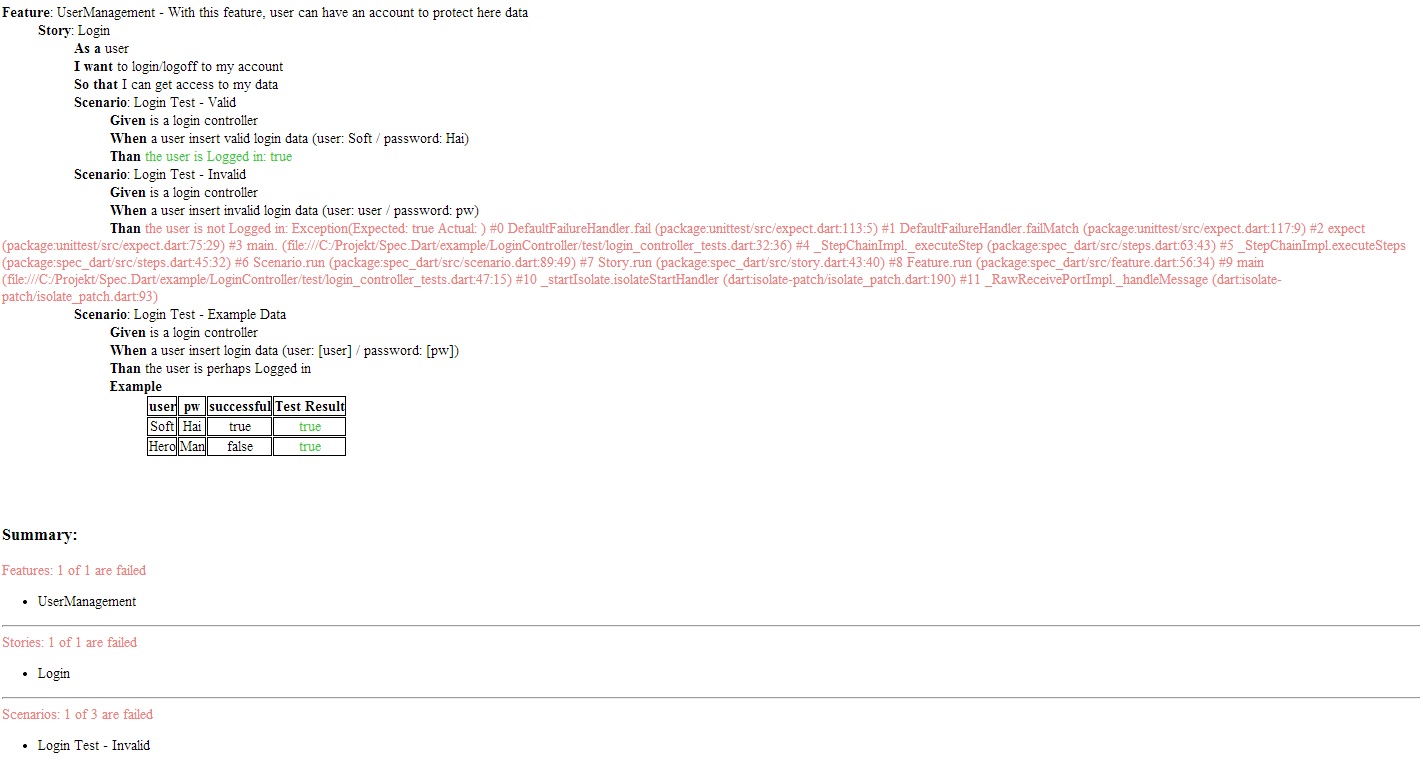 Feature: UserManagement - With this feature, user can have an account to protect here data
Story: Login
As a user
I want to login/logoff to my account
So that I can get access to my data
Scenario: Login Test - Valid
Given is a login controller
When a user insert valid login data (user: Soft / password: Hai)
Than the user is Logged in: true
Scenario: Login Test - Invalid
Given is a login controller
When a user insert invalid login data (user: user / password: pw)
Than the user is not Logged in: Exception(Expected: true Actual: ) #0 DefaultFailureHandler.fail (package:unittest/src/expect.dart:113:5) #1 DefaultFailureHandler.failMatch (package:unittest/src/expect.dart:117:9) #2 expect
(package:unittest/src/expect.dart:75:29) #3 main. (file:///C:/Projekt/Spec.Dart/example/LoginController/test/login_controller_tests.dart:32:36) #4 _StepChainImpl._executeStep (package:spec_dart/src/steps.dart:63:43) #5 _StepChainImpl.executeSteps
(package:spec_dart/src/steps.dart:45:32) #6 Scenario.run (package:spec_dart/src/scenario.dart:89:49) #7 Story.run (package:spec_dart/src/story.dart:43:40) #8 Feature.run (package:spec_dart/src/feature.dart:56:34) #9 main
(file:///C:/Projekt/Spec.Dart/example/LoginController/test/login_controller_tests.dart:47:15) #10 _startIsolate.isolateStartHandler (dart:isolate-patch/isolate_patch.dart:190) #11 _RawReceivePortImpl._handleMessage (dart:isolate-
patch/isolate_patch.dart:93)
Scenario: Login Test - Example Data
Given is a login controller
When a user insert login data (user: [user] / password: [pw])
Than the user is perhaps Logged in
Example
user pw successful Test Result
Soft Hai true true
Hero Man false true
Summary:
Features: 1 of 1 are failed
• UserManagement
Stories: 1 of 1 are failed
• Login
Scenarios: 1 of 3 are failed
• Login Test - Invalid